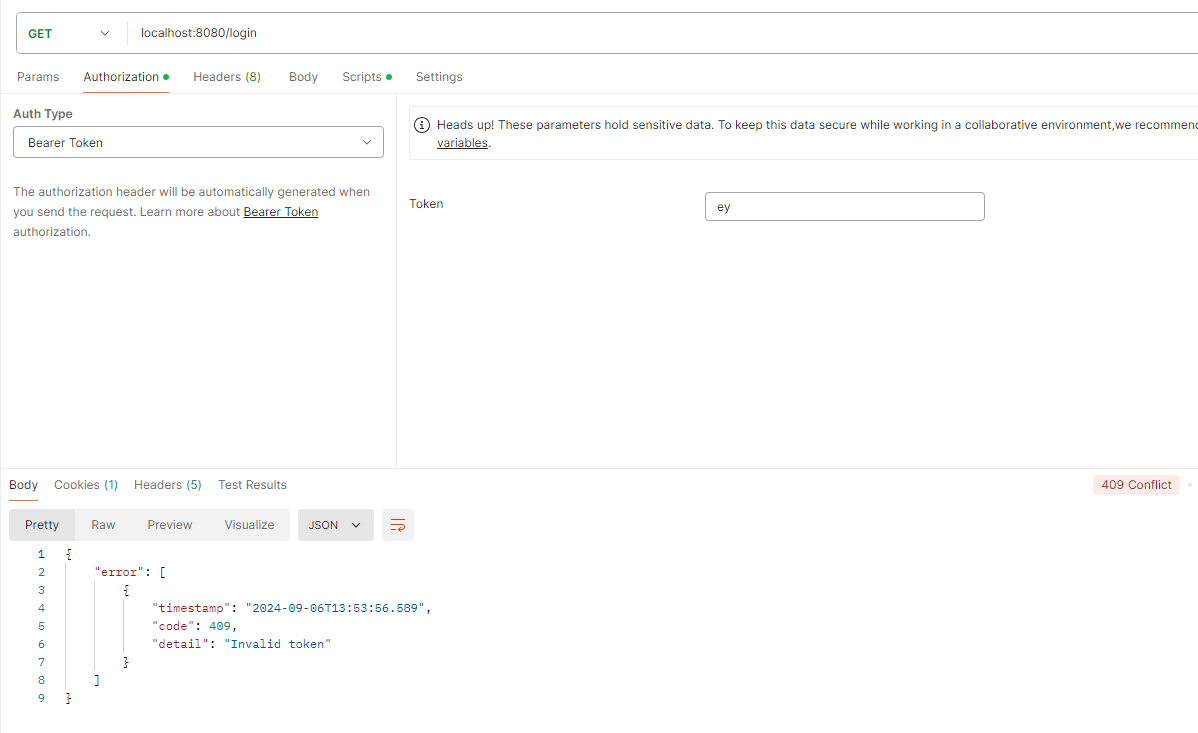 GET localhost:8080/login
Params Authorization Headers (8) Body Scripts Settings
Auth Type
Bearer Token
The authorization header will be automatically generated when
you send the request. Learn more about Bearer Token
authorization.
Heads up! These parameters hold sensitive data. To keep this data secure while working in a collaborative environment,we recommend
variables.
Token ey
Body Cookies (1) Headers (5) Test Results 409 Conflict
Pretty Raw Preview Visualize JSON
1 {
2 "error": [
3 {
4 "timestamp": "2024-09-06T13:53:56.589",
5 "code": 409,
6 "detail": "Invalid token"
7 }
8 ]
9 }